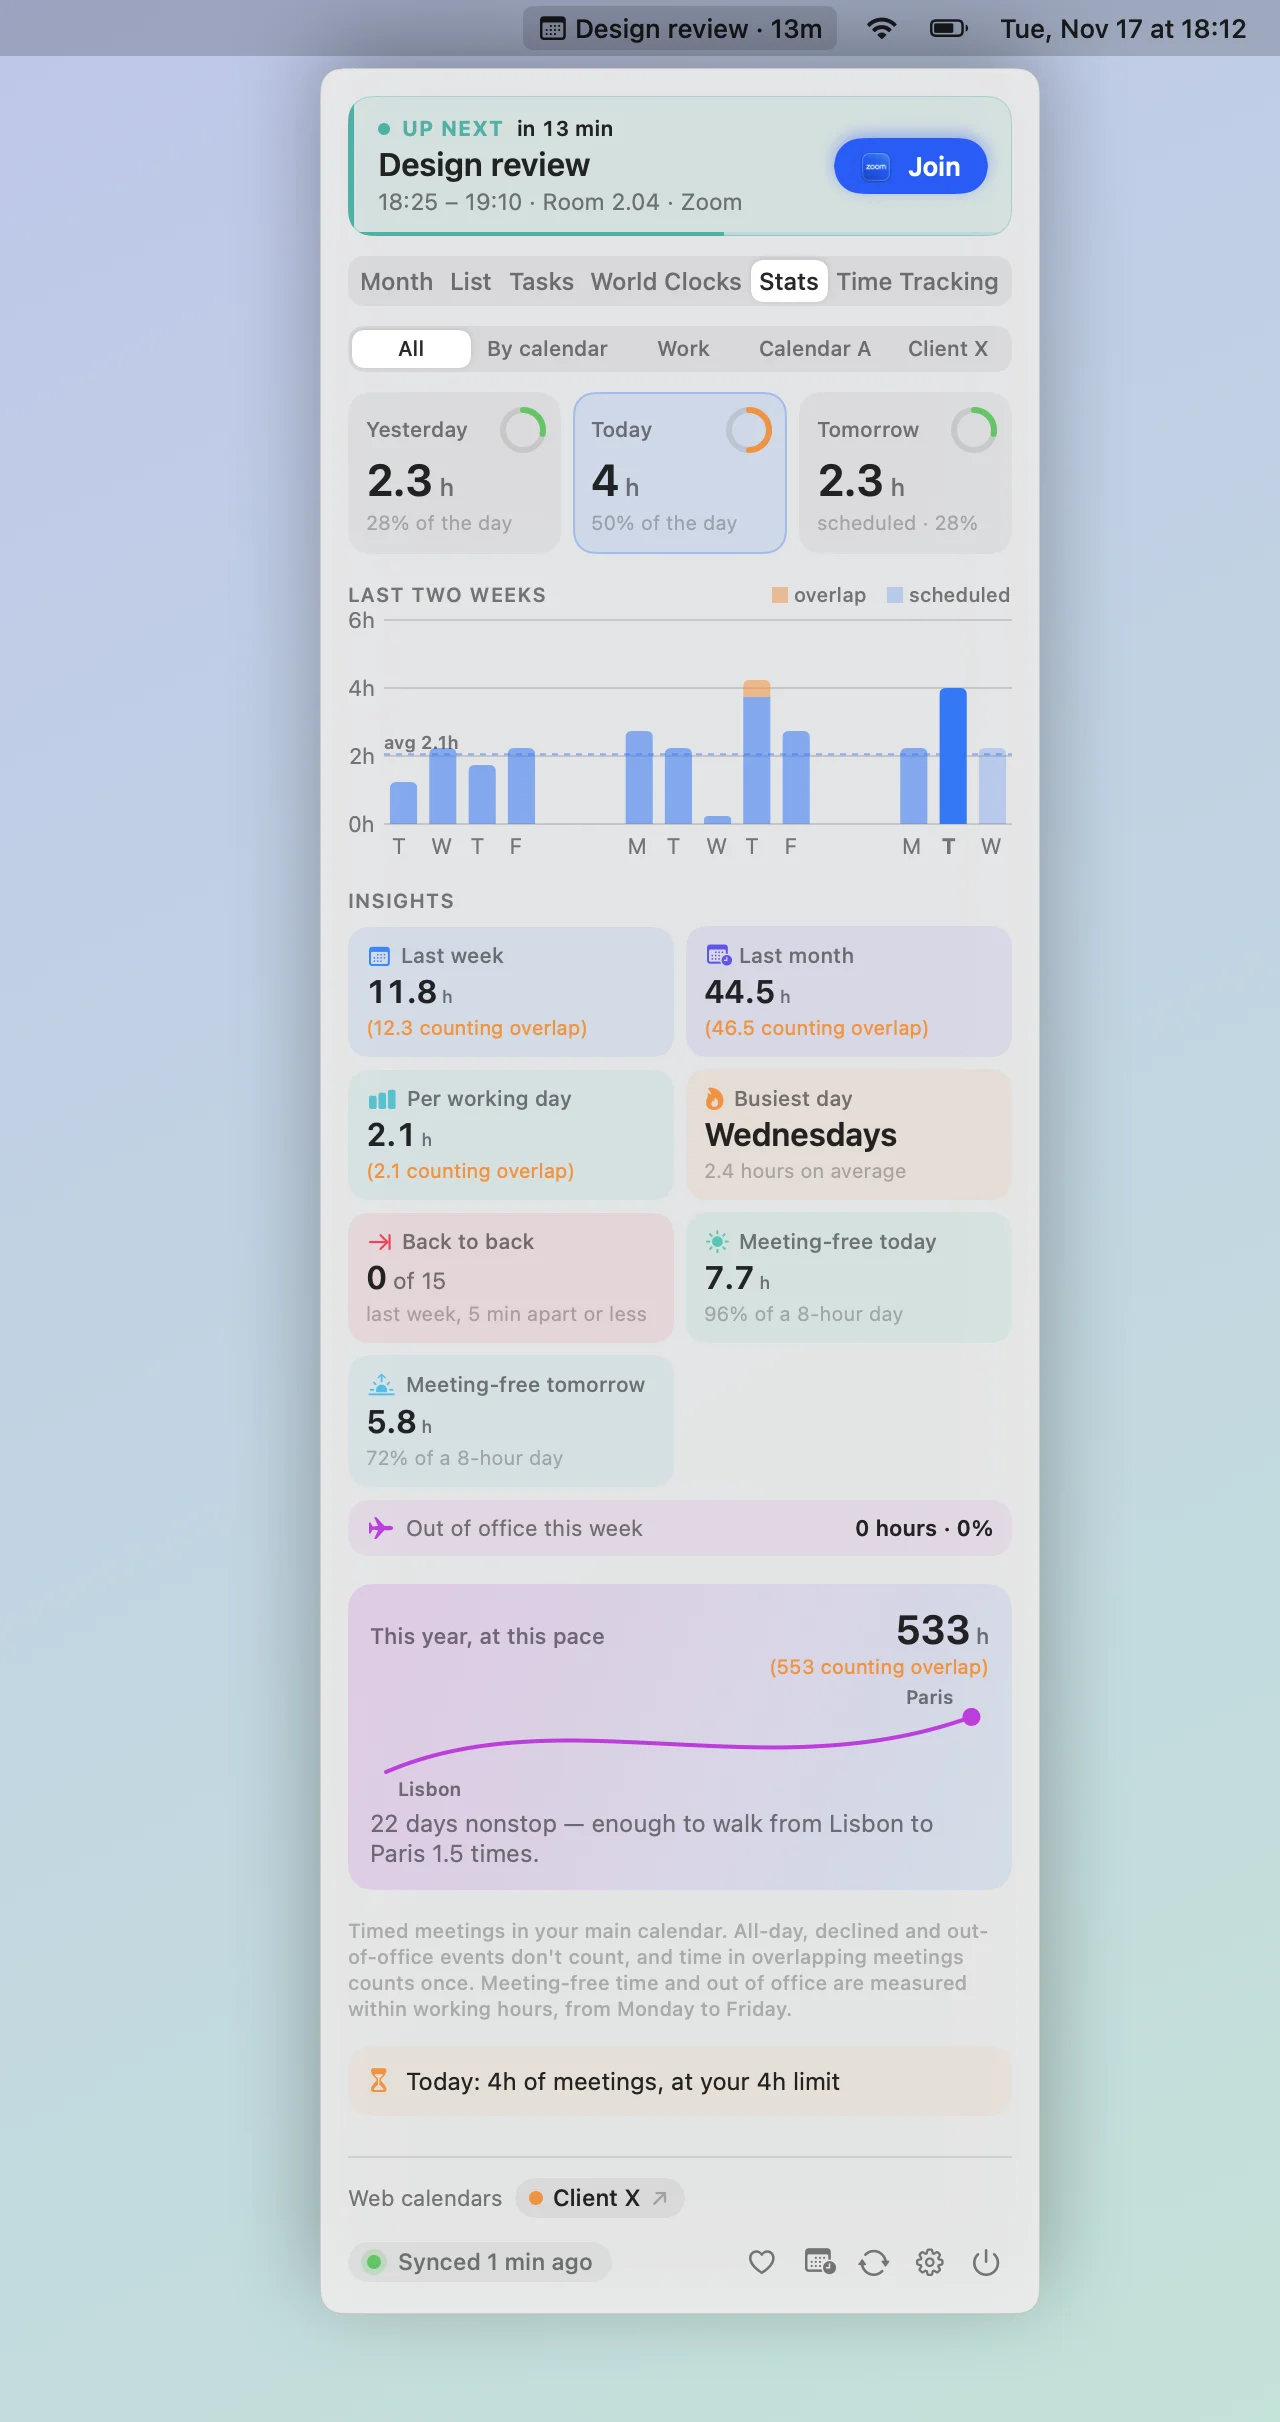 Design review · 13m
Tue, Nov 17 at 18:12
UP NEXT in 13 min
Design review
18:25 – 19:10 · Room 2.04 · Zoom
zoom Join
Month List Tasks World Clocks Stats Time Tracking
All By calendar Work Calendar A Client X
Yesterday
2.3 h
28% of the day
Today
4 h
50% of the day
Tomorrow
2.3 h
scheduled · 28%
LAST TWO WEEKS
overlap scheduled
6h
4h
avg 2.1h
2h
0h
T W T F M T W T F M T W
INSIGHTS
Last week
11.8 h
(12.3 counting overlap)
Last month
44.5 h
(46.5 counting overlap)
Per working day
2.1 h
(2.1 counting overlap)
Busiest day
Wednesdays
2.4 hours on average
Back to back
0 of 15
last week, 5 min apart or less
Meeting-free today
7.7 h
96% of a 8-hour day
Meeting-free tomorrow
5.8 h
72% of a 8-hour day
Out of office this week
0 hours · 0%
This year, at this pace
533 h
(553 counting overlap)
Paris
Lisbon
22 days nonstop — enough to walk from Lisbon to
Paris 1.5 times.
Timed meetings in your main calendar. All-day, declined and out-
of-office events don't count, and time in overlapping meetings
counts once. Meeting-free time and out of office are measured
within working hours, from Monday to Friday.
Today: 4h of meetings, at your 4h limit
Web calendars Client X
Synced 1 min ago